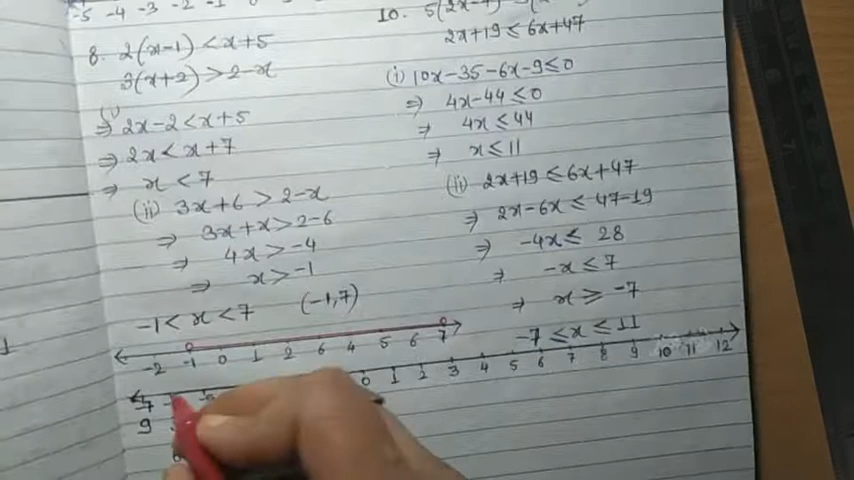 -5 -4 -3 -2 -1
8. 2(x-1) < x+5
3(x+2) > 2-x
(i)
⇒ 2x-2 < x+5
⇒ 2x < x+7
⇒ x < 7
(ii) 3x+6 > 2-x
⇒ 3x+x > 2-6
⇒ 4x > -4
⇒ x > -1
-1 < x < 7 (-1,7)
-2 -1 0 1 2 3 4 5 6 7
10.
2x+19 ≤ 6x+47
(i) 10x-35-6x-9 ≤ 0
⇒ 4x-44 ≤ 0
⇒ 4x ≤ 44
⇒ x ≤ 11
(ii) 2x+19 ≤ 6x+47
⇒ 2x-6x ≤ 47-19
⇒ -4x ≤ 28
⇒ -x ≤ 7
⇒ x ≥ -7
-7 ≤ x ≤ 11
0 1 2 3 4 5 6 7 8 9 10 11 12
-7
9